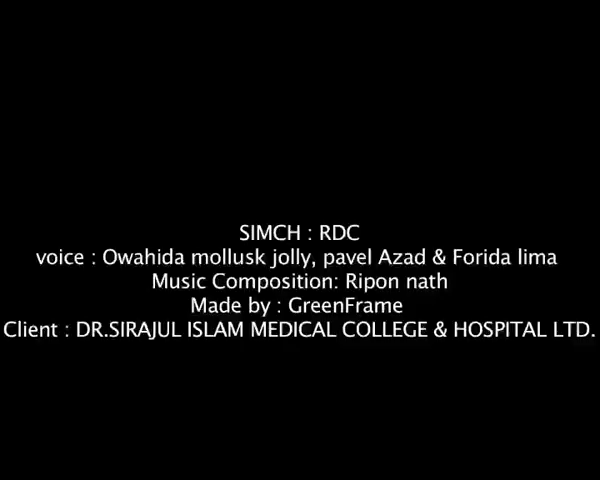 SIMCH : RDC
voice : Owahida mollusk jolly, pavel Azad & Forida lima
Music Composition: Ripon nath
Made by : GreenFrame
Client : DR.SIRAJUL ISLAM MEDICAL COLLEGE & HOSPITAL LTD.